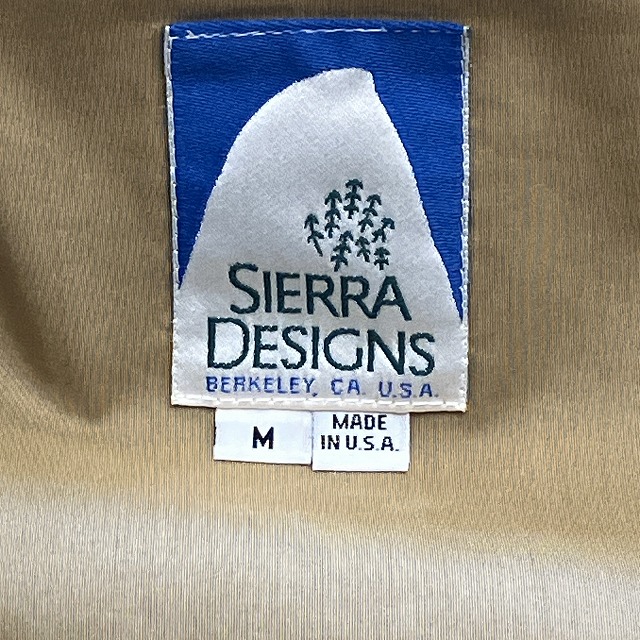 SIERRA
DESIGNS
BERKELEY, CA. U.S.A.
M
MADE
IN U.S.A.